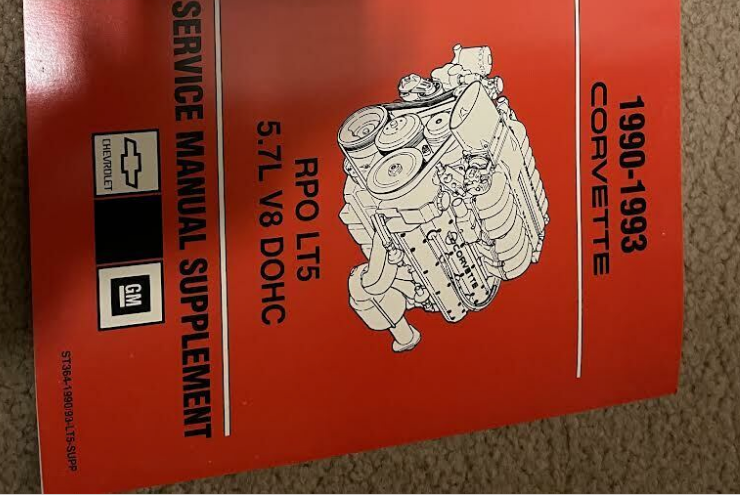 1990-1993
CORVETTE
CORVETTE
RPO LT5
5.7L V8 DOHC
SERVICE MANUAL SUPPLEMENT
CHEVROLET
GM
ST364-1990/93-LT5-SUPP